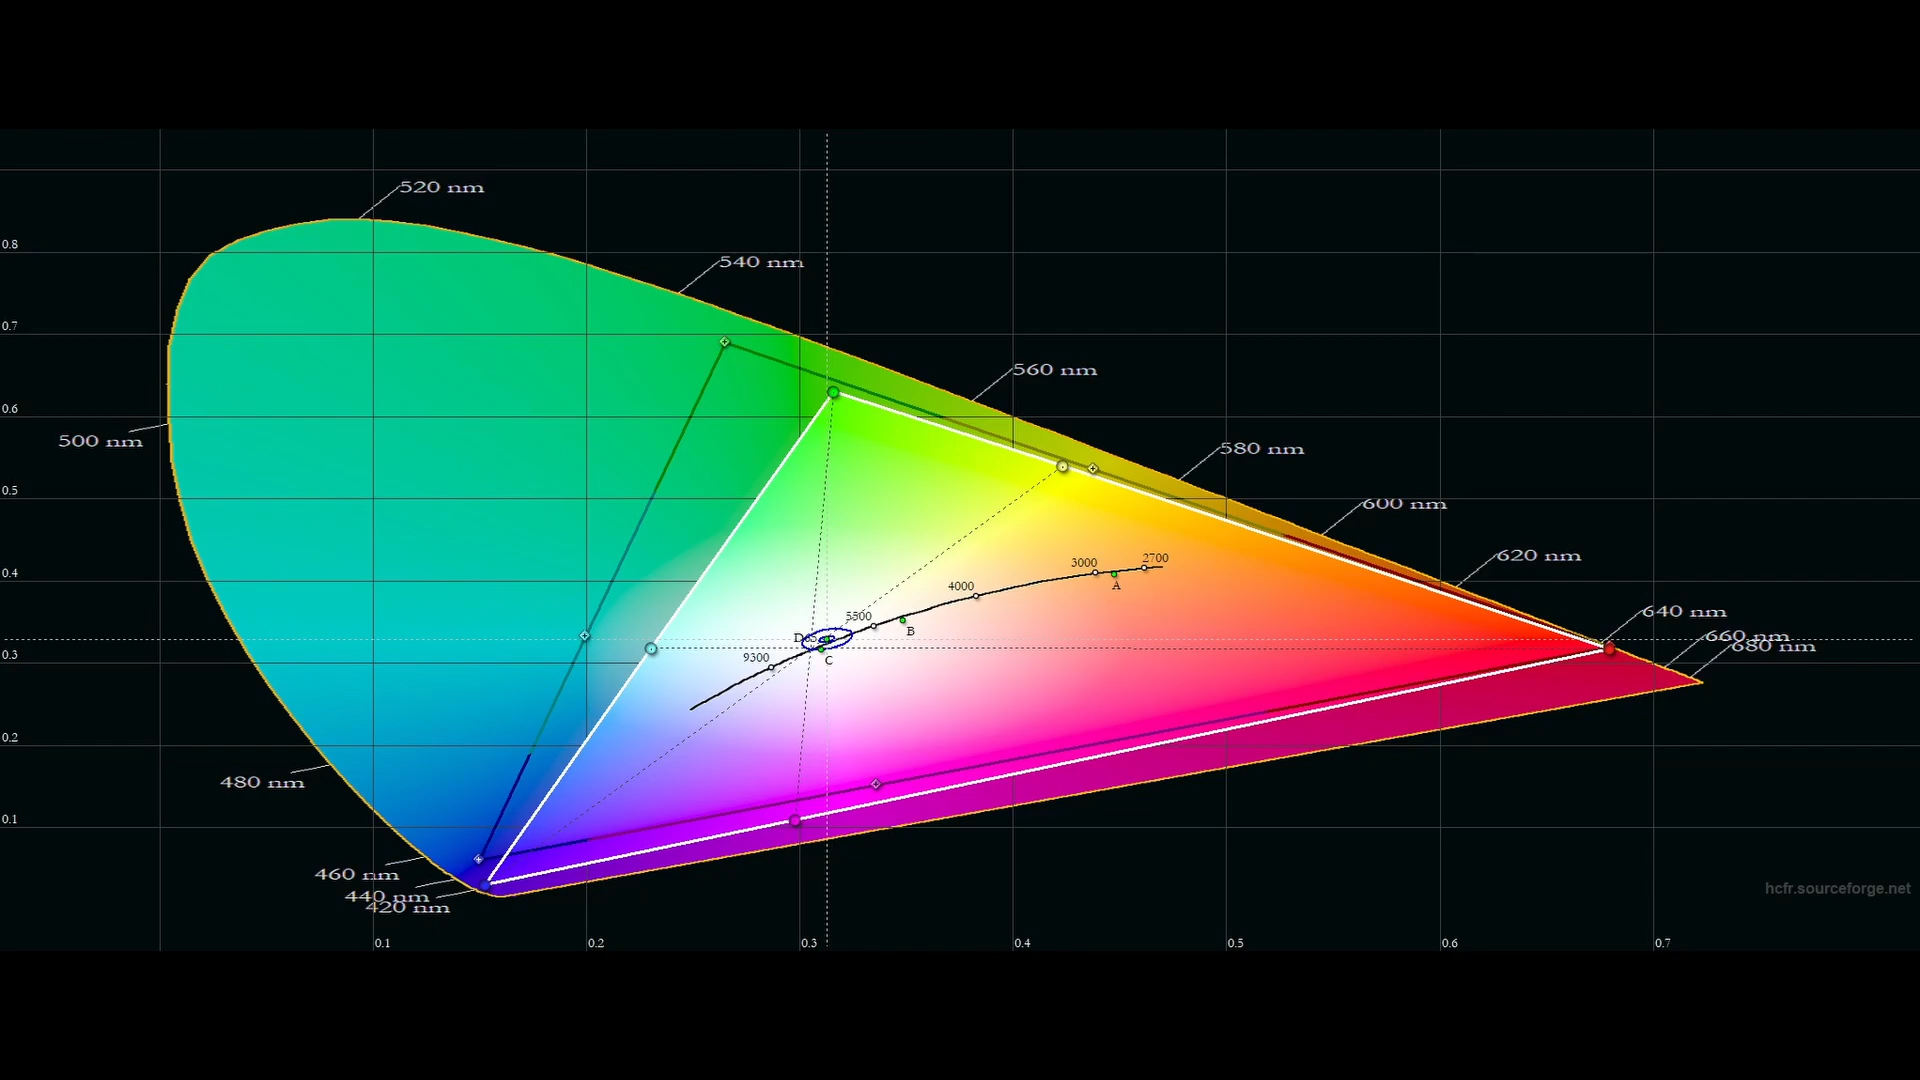 520 nm
0.8
540 nm
0.7
560 nm
0.6
500 nm
580 nm
0.5
600 nm
620 nm
2700
3000
0.4
4000
A
640 nm
5500
B
660 nm
D65
680 nm
0.3
9300
C
0.2
480 nm
0.1
460 nm
440 nm
420 nm
hcfr.sourceforge.net
0.1
0.2
0.3
0.4
0.5
0.6
0.7